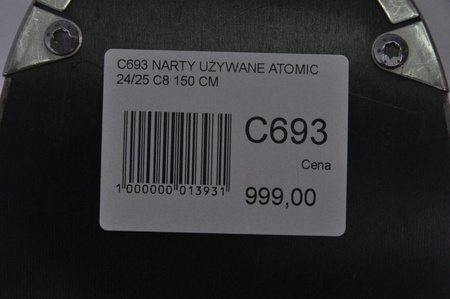 C693 NARTY UŻYWANE ATOMIC
24/25 C8 150 CM
C693
Cena
1 000000 013931
999,00